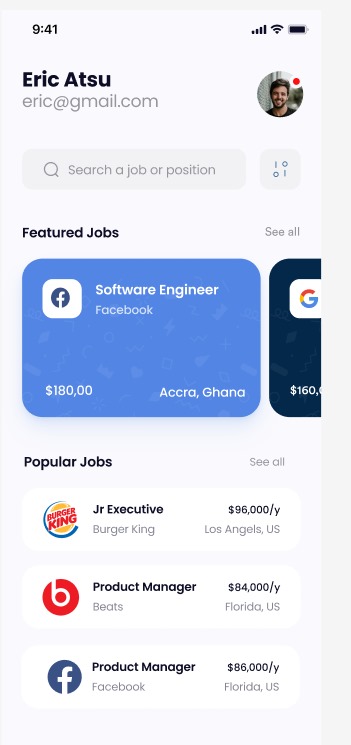 9:41
Eric Atsu
eric@gmail.com
Search a job or position
Featured Jobs See all
Software Engineer
Facebook
$180,00 Accra, Ghana
$160,0
Popular Jobs See all
BURGER KING
Jr Executive $96,000/y
Burger King Los Angels, US
Product Manager $84,000/y
Beats Florida, US
Product Manager $86,000/y
Facebook Florida, US